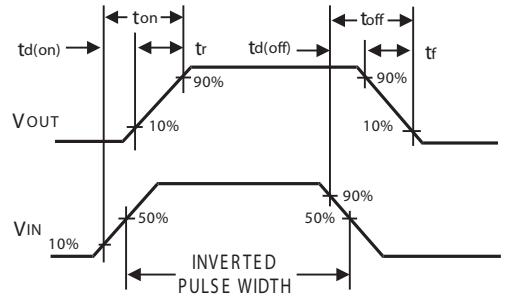 ton toff
td(on) tr td(off) tf
90% 90%
VOUT 10% 10%
90%
VIN 10% 50% 50%
INVERTED
PULSE WIDTH